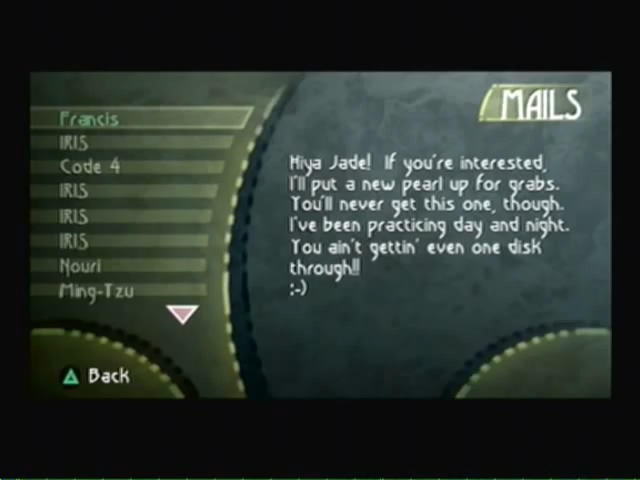 MAILS
Francis
IRIS
Code 4
IRIS
IRIS
IRIS
Nouri
Ming-Tzu
Hiya Jade! If you're interested,
I'll put a new pearl up for grabs.
You'll never get this one, though.
I've been practicing day and night.
You ain't gettin' even one disk
through!!
:-)
Back